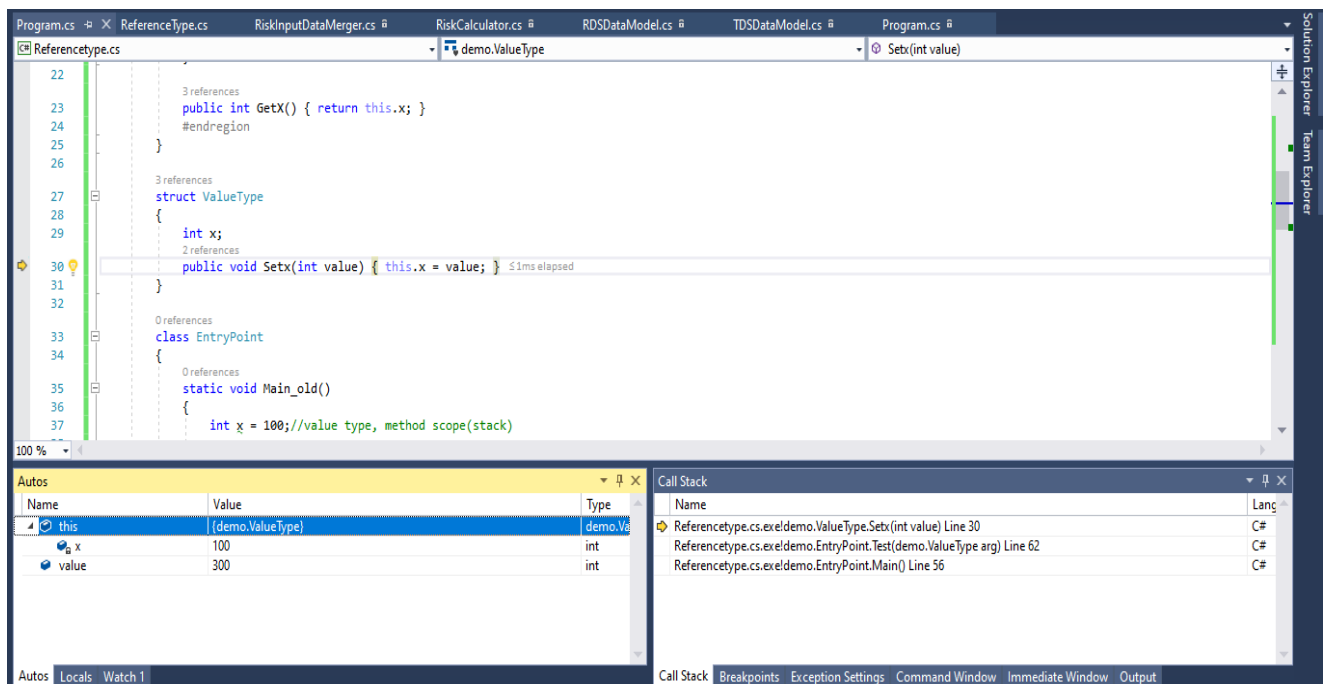 Program.cs ReferenceType.cs RiskInputDataMerger.cs RiskCalculator.cs RDSDataModel.cs TDSDataModel.cs Program.cs
C# Referencetype.cs demo.ValueType Setx(int value)
22 }
3 references
23 public int GetX() { return this.x; }
24 #endregion
25 }
26
3 references
27 struct ValueType
28 {
29 int x;
2 references
30 public void Setx(int value) { this.x = value; } ≤1ms elapsed
31 }
32
0 references
33 class EntryPoint
34 {
0 references
35 static void Main_old()
36 {
37 int x = 100;//value type, method scope(stack)
100 %
Solution Explorer
Team Explorer
Autos
Name Value Type
this {demo.ValueType} demo.Va
x 100 int
value 300 int
Autos Locals Watch 1
Call Stack
Name Lang
Referencetype.cs.exe!demo.ValueType.Setx(int value) Line 30 C#
Referencetype.cs.exe!demo.EntryPoint.Test(demo.ValueType arg) Line 62 C#
Referencetype.cs.exe!demo.EntryPoint.Main() Line 56 C#
Call Stack Breakpoints Exception Settings Command Window Immediate Window Output